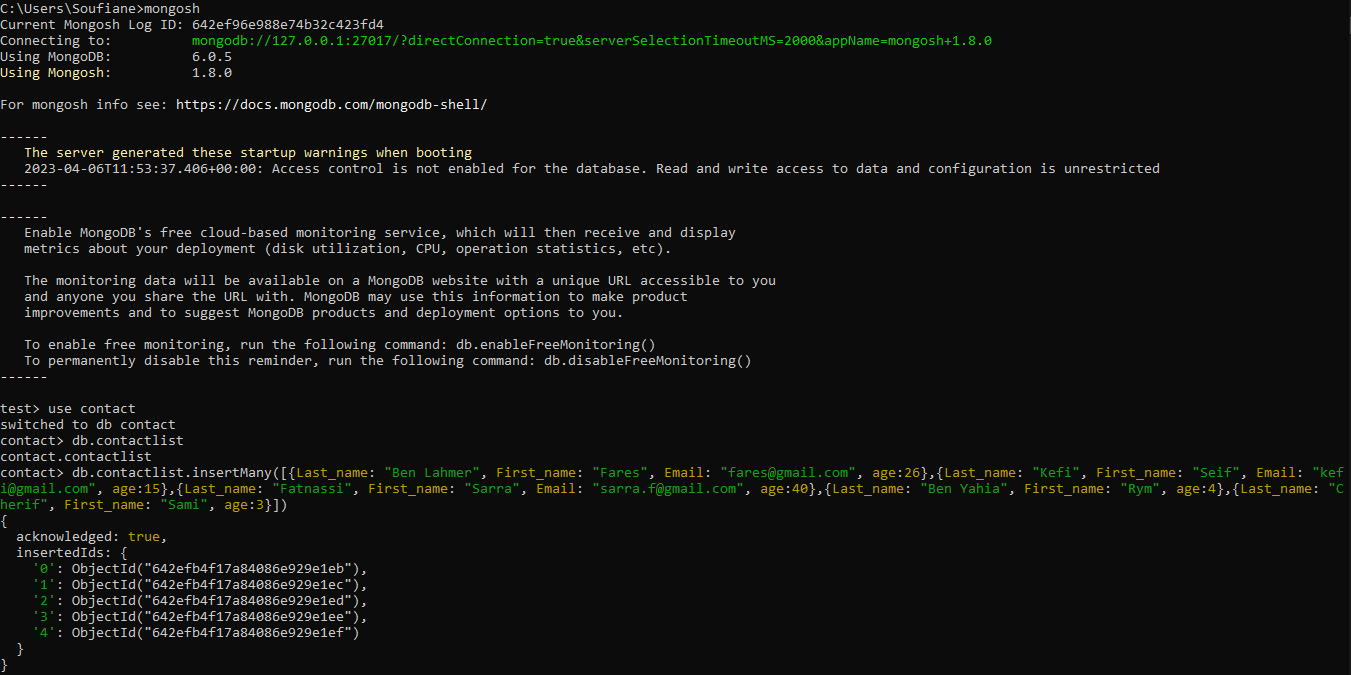 C:\Users\Soufiane>mongosh
Current Mongosh Log ID: 642ef96e988e74b32c423fd4
Connecting to:          mongodb://127.0.0.1:27017/?directConnection=true&serverSelectionTimeoutMS=2000&appName=mongosh+1.8.0
Using MongoDB:          6.0.5
Using Mongosh:          1.8.0
For mongosh info see: https://docs.mongodb.com/mongodb-shell/
------
   The server generated these startup warnings when booting
   2023-04-06T11:53:37.406+00:00: Access control is not enabled for the database. Read and write access to data and configuration is unrestricted
------
------
   Enable MongoDB's free cloud-based monitoring service, which will then receive and display
   metrics about your deployment (disk utilization, CPU, operation statistics, etc).
   The monitoring data will be available on a MongoDB website with a unique URL accessible to you
   and anyone you share the URL with. MongoDB may use this information to make product
   improvements and to suggest MongoDB products and deployment options to you.
   To enable free monitoring, run the following command: db.enableFreeMonitoring()
   To permanently disable this reminder, run the following command: db.disableFreeMonitoring()
------
test> use contact
switched to db contact
contact> db.contactlist
contact.contactlist
contact> db.contactlist.insertMany([{Last_name: "Ben Lahmer", First_name: "Fares", Email: "fares@gmail.com", age:26},{Last_name: "Kefi", First_name: "Seif", Email: "kef
i@gmail.com", age:15},{Last_name: "Fatnassi", First_name: "Sarra", Email: "sarra.f@gmail.com", age:40},{Last_name: "Ben Yahia", First_name: "Rym", age:4},{Last_name: "C
herif", First_name: "Sami", age:3}])
{
  acknowledged: true,
  insertedIds: {
    '0': ObjectId("642efb4f17a84086e929e1eb"),
    '1': ObjectId("642efb4f17a84086e929e1ec"),
    '2': ObjectId("642efb4f17a84086e929e1ed"),
    '3': ObjectId("642efb4f17a84086e929e1ee"),
    '4': ObjectId("642efb4f17a84086e929e1ef")
  }
}